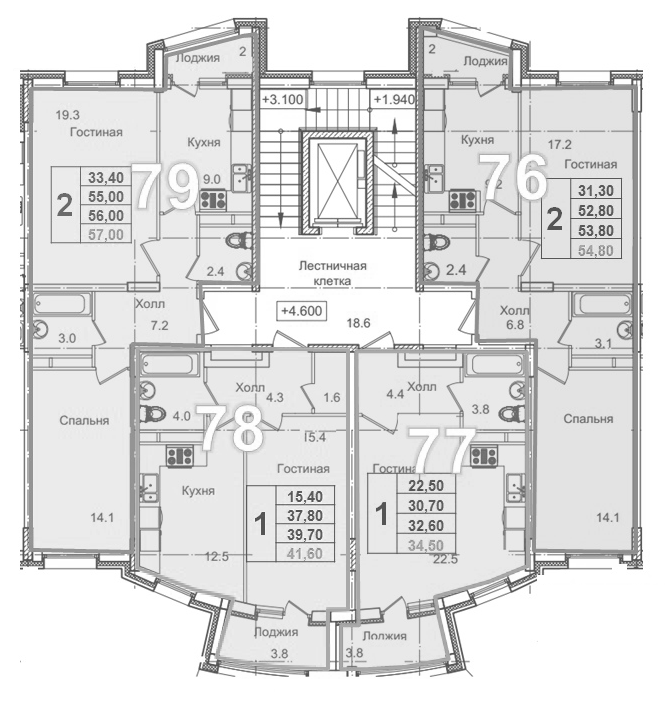 2
Лоджия
2
Лоджия
+3.100
+1.940
19.3
Гостиная
Кухня
9.0
79
2
33,40
55,00
56,00
57,00
Кухня
9.2
76
17.2
Гостиная
2
31,30
52,80
53,80
54,80
2.4
Лестничная
клетка
2.4
+4.600
18.6
Холл
7.2
3.0
Холл
6.8
3.1
Спальня
14.1
4.0
Холл
4.3
1.6
78
15.4
Гостиная
Кухня
12.5
1
15,40
37,80
39,70
41,60
4.4
Холл
3.8
77
Гостиная
1
22,50
30,70
32,60
34,50
22.5
Спальня
14.1
Лоджия
3.8
Лоджия
3.8